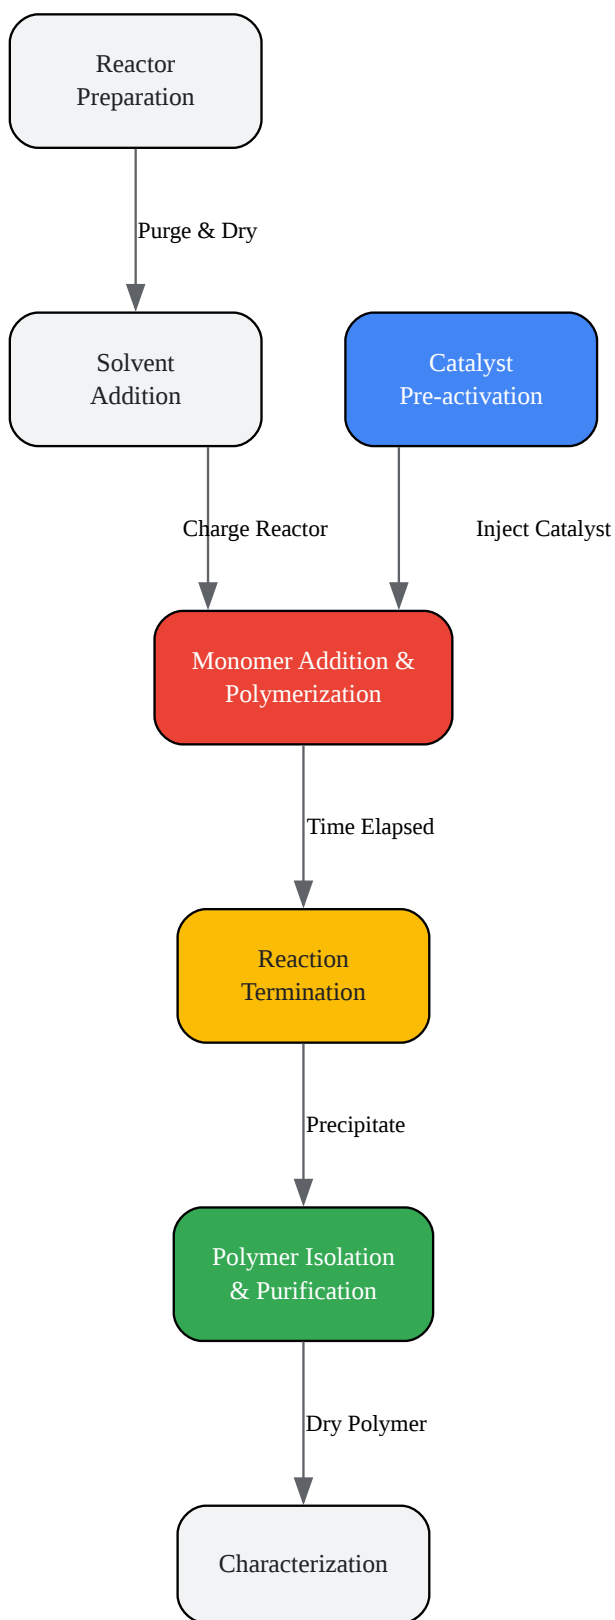 Reactor
Preparation
Purge & Dry
Solvent
Addition
Catalyst
Pre-activation
Charge Reactor
Inject Catalyst
Monomer Addition &
Polymerization
Time Elapsed
Reaction
Termination
Precipitate
Polymer Isolation
& Purification
Dry Polymer
Characterization